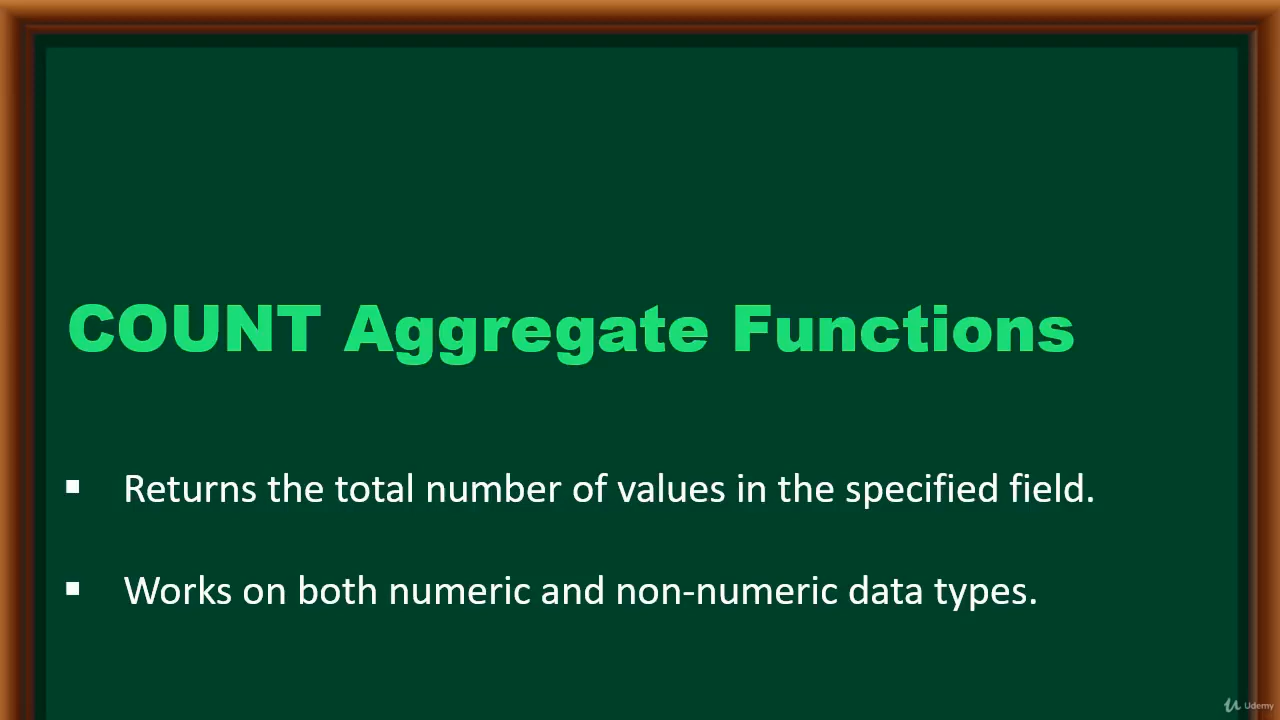 COUNT Aggregate Functions
▪ Returns the total number of values in the specified field.
▪ Works on both numeric and non-numeric data types.
Udemy